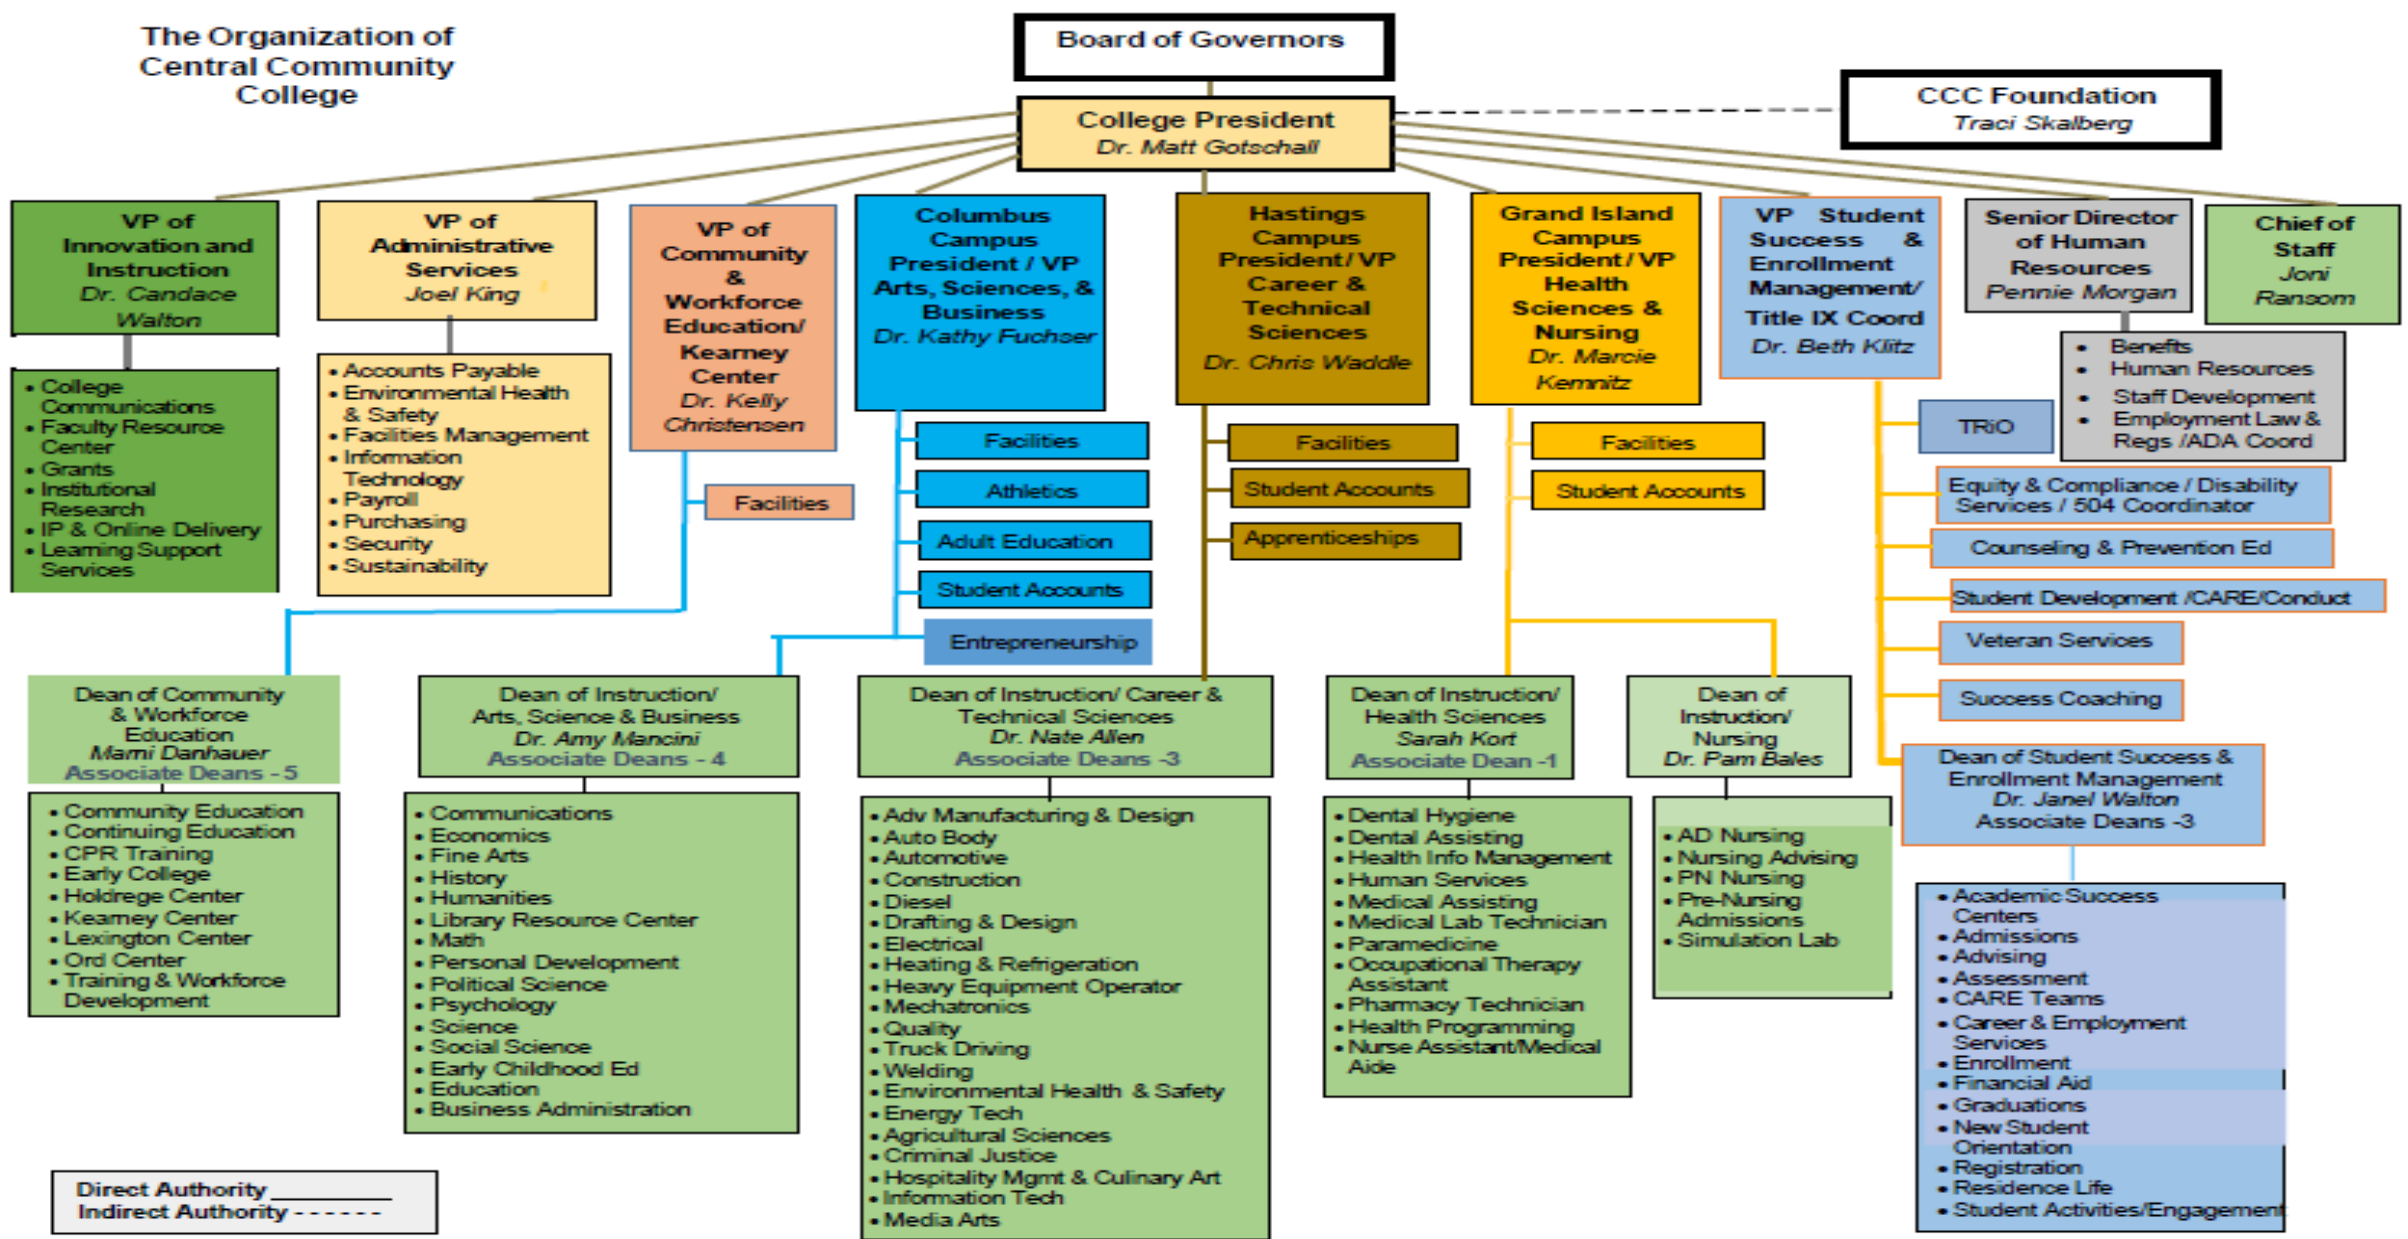 The Organization of
Central Community
College
Board of Governors
College President
Dr. Matt Gotschall
CCC Foundation
Traci Skalberg
VP of
Innovation and
Instruction
Dr. Candace
Walton
• College
Communications
• Faculty Resource
Center
• Grants
• Institutional
Research
• IP & Online Delivery
• Learning Support
Services
VP of
Administrative
Services
Joel King
• Accounts Payable
• Environmental Health
& Safety
• Facilities Management
• Information
Technology
• Payroll
• Purchasing
• Security
• Sustainability
VP of
Community
&
Workforce
Education/
Kearney
Center
Dr. Kelly
Christensen
Facilities
Columbus
Campus
President / VP
Arts, Sciences, &
Business
Dr. Kathy Fuchser
Facilities
Athletics
Adult Education
Student Accounts
Entrepreneurship
Hastings
Campus
President/ VP
Career &
Technical
Sciences
Dr. Chris Waddle
Facilities
Student Accounts
Apprenticeships
Grand Island
Campus
President/ VP
Health
Sciences &
Nursing
Dr. Marcie
Kemnitz
Facilities
Student Accounts
VP Student
Success &
Enrollment
Management/
Title IX Coord
Dr. Beth Klitz
TRiO
Equity & Compliance / Disability
Services / 504 Coordinator
Counseling & Prevention Ed
Student Development /CARE/Conduct
Veteran Services
Success Coaching
Senior Director
of Human
Resources
Pennie Morgan
• Benefits
• Human Resources
• Staff Development
• Employment Law &
Regs /ADA Coord
Chief of
Staff
Joni
Ransom
Dean of Community
& Workforce
Education
Marni Danhauer
Associate Deans - 5
• Community Education
• Continuing Education
• CPR Training
• Early College
• Holdrege Center
• Kearney Center
• Lexington Center
• Ord Center
• Training & Workforce
Development
Dean of Instruction/
Arts, Science & Business
Dr. Amy Mancini
Associate Deans - 4
• Communications
• Economics
• Fine Arts
• History
• Humanities
• Library Resource Center
• Math
• Personal Development
• Political Science
• Psychology
• Science
• Social Science
• Early Childhood Ed
• Education
• Business Administration
Dean of Instruction/ Career &
Technical Sciences
Dr. Nate Allen
Associate Deans -3
• Adv Manufacturing & Design
• Auto Body
• Automotive
• Construction
• Diesel
• Drafting & Design
• Electrical
• Heating & Refrigeration
• Heavy Equipment Operator
• Mechatronics
• Quality
• Truck Driving
• Welding
• Environmental Health & Safety
• Energy Tech
• Agricultural Sciences
• Criminal Justice
• Hospitality Mgmt & Culinary Art
• Information Tech
• Media Arts
Dean of Instruction/
Health Sciences
Sarah Kort
Associate Dean -1
• Dental Hygiene
• Dental Assisting
• Health Info Management
• Human Services
• Medical Assisting
• Medical Lab Technician
• Paramedicine
• Occupational Therapy
Assistant
• Pharmacy Technician
• Health Programming
• Nurse Assistant/Medical
Aide
Dean of
Instruction/
Nursing
Dr. Pam Bales
• AD Nursing
• Nursing Advising
• PN Nursing
• Pre-Nursing
Admissions
• Simulation Lab
Dean of Student Success &
Enrollment Management
Dr. Janel Walton
Associate Deans -3
• Academic Success
Centers
• Admissions
• Advising
• Assessment
• CARE Teams
• Career & Employment
Services
• Enrollment
• Financial Aid
• Graduations
• New Student
Orientation
• Registration
• Residence Life
• Student Activities/Engagement
Direct Authority _________
Indirect Authority - - - - - -